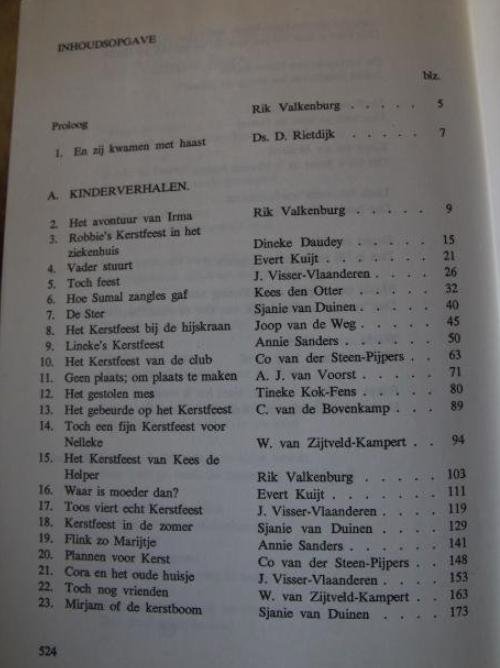 INHOUDSOPGAVE
blz.
Proloog Rik Valkenburg . . . . . 5
1. En zij kwamen met haast Ds. D. Rietdijk . . . . . 7
A. KINDERVERHALEN.
2. Het avontuur van Irma Rik Valkenburg . . . . . 9
3. Robbie's Kerstfeest in het
ziekenhuis Dineke Daudey . . . . . 15
4. Vader stuurt Evert Kuijt . . . . . . 21
5. Toch feest J. Visser-Vlaanderen . . . . 26
6. Hoe Sumal zangles gaf Kees den Otter . . . . . 32
7. De Ster Sjanie van Duinen . . . . 40
8. Het Kerstfeest bij de hijskraan Joop van de Weg . . . . 45
9. Lineke's Kerstfeest Annie Sanders . . . . . 50
10. Het Kerstfeest van de club Co van der Steen-Pijpers . . 63
11. Geen plaats; om plaats te maken A. J. van Voorst . . . . 71
12. Het gestolen mes Tineke Kok-Fens . . . . . 80
13. Het gebeurde op het Kerstfeest C. van de Bovenkamp . . . 89
14. Toch een fijn Kerstfeest voor
Nelleke W. van Zijtveld-Kampert . . 94
15. Het Kerstfeest van Kees de
Helper Rik Valkenburg . . . . . 103
16. Waar is moeder dan? Evert Kuijt . . . . . . 111
17. Toos viert echt Kerstfeest J. Visser-Vlaanderen . . . . 119
18. Kerstfeest in de zomer Sjanie van Duinen . . . . 129
19. Flink zo Marijtje Annie Sanders . . . . . . 141
20. Plannen voor Kerst Co van der Steen-Pijpers . . 148
21. Cora en het oude huisje J. Visser-Vlaanderen . . . . 153
22. Toch nog vrienden W. van Zijtveld-Kampert . . 163
23. Mirjam of de kerstboom Sjanie van Duinen . . . . 173
524